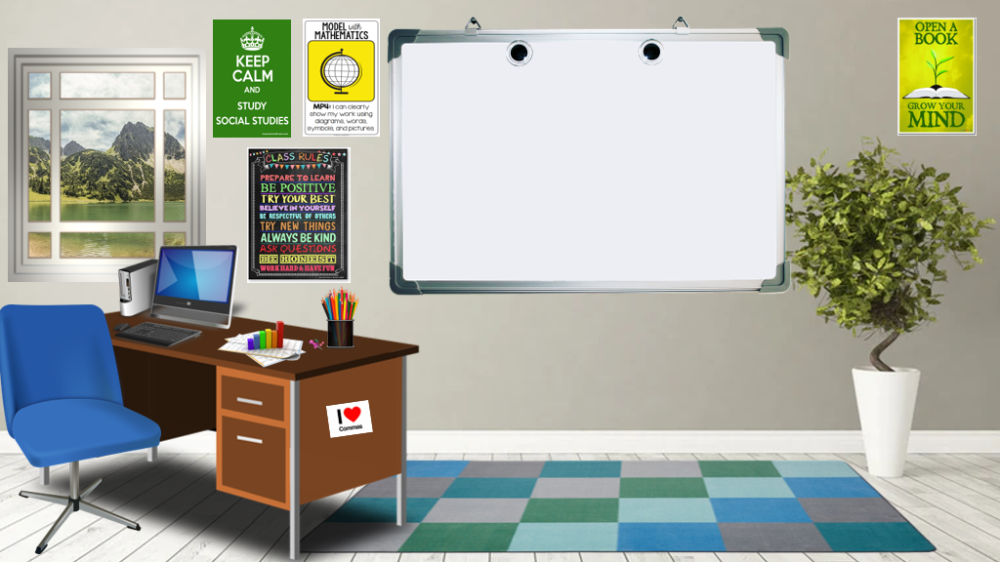 KEEP
CALM
AND
STUDY
SOCIAL STUDIES
MODEL with
MATHEMATICS
MP4: I can clearly
show my work using
diagrams, words,
symbols, and pictures.
OPEN A
BOOK
GROW YOUR
MIND
CLASS RULES
PREPARE TO LEARN
BE POSITIVE
TRY YOUR BEST
BELIEVE IN YOURSELF
BE RESPECTFUL OF OTHERS
TRY NEW THINGS
ALWAYS BE KIND
ASK QUESTIONS
BE HONEST
WORK HARD & HAVE FUN
I ❤
Commas